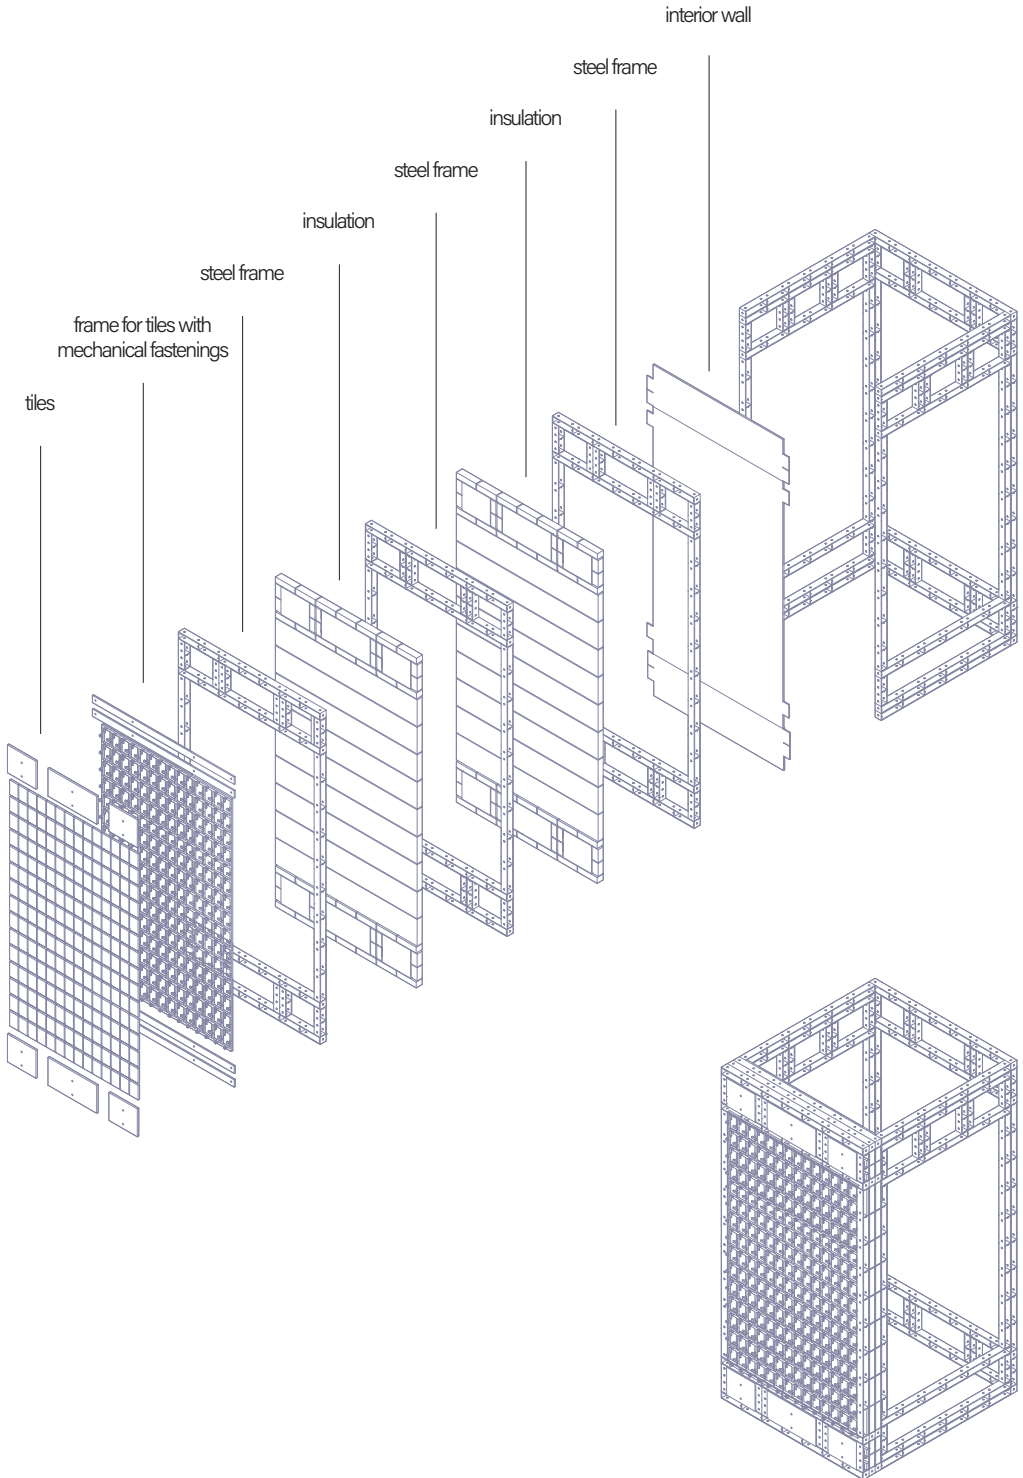 interior wall
steel frame
insulation
steel frame
insulation
steel frame
frame for tiles with
mechanical fastenings
tiles